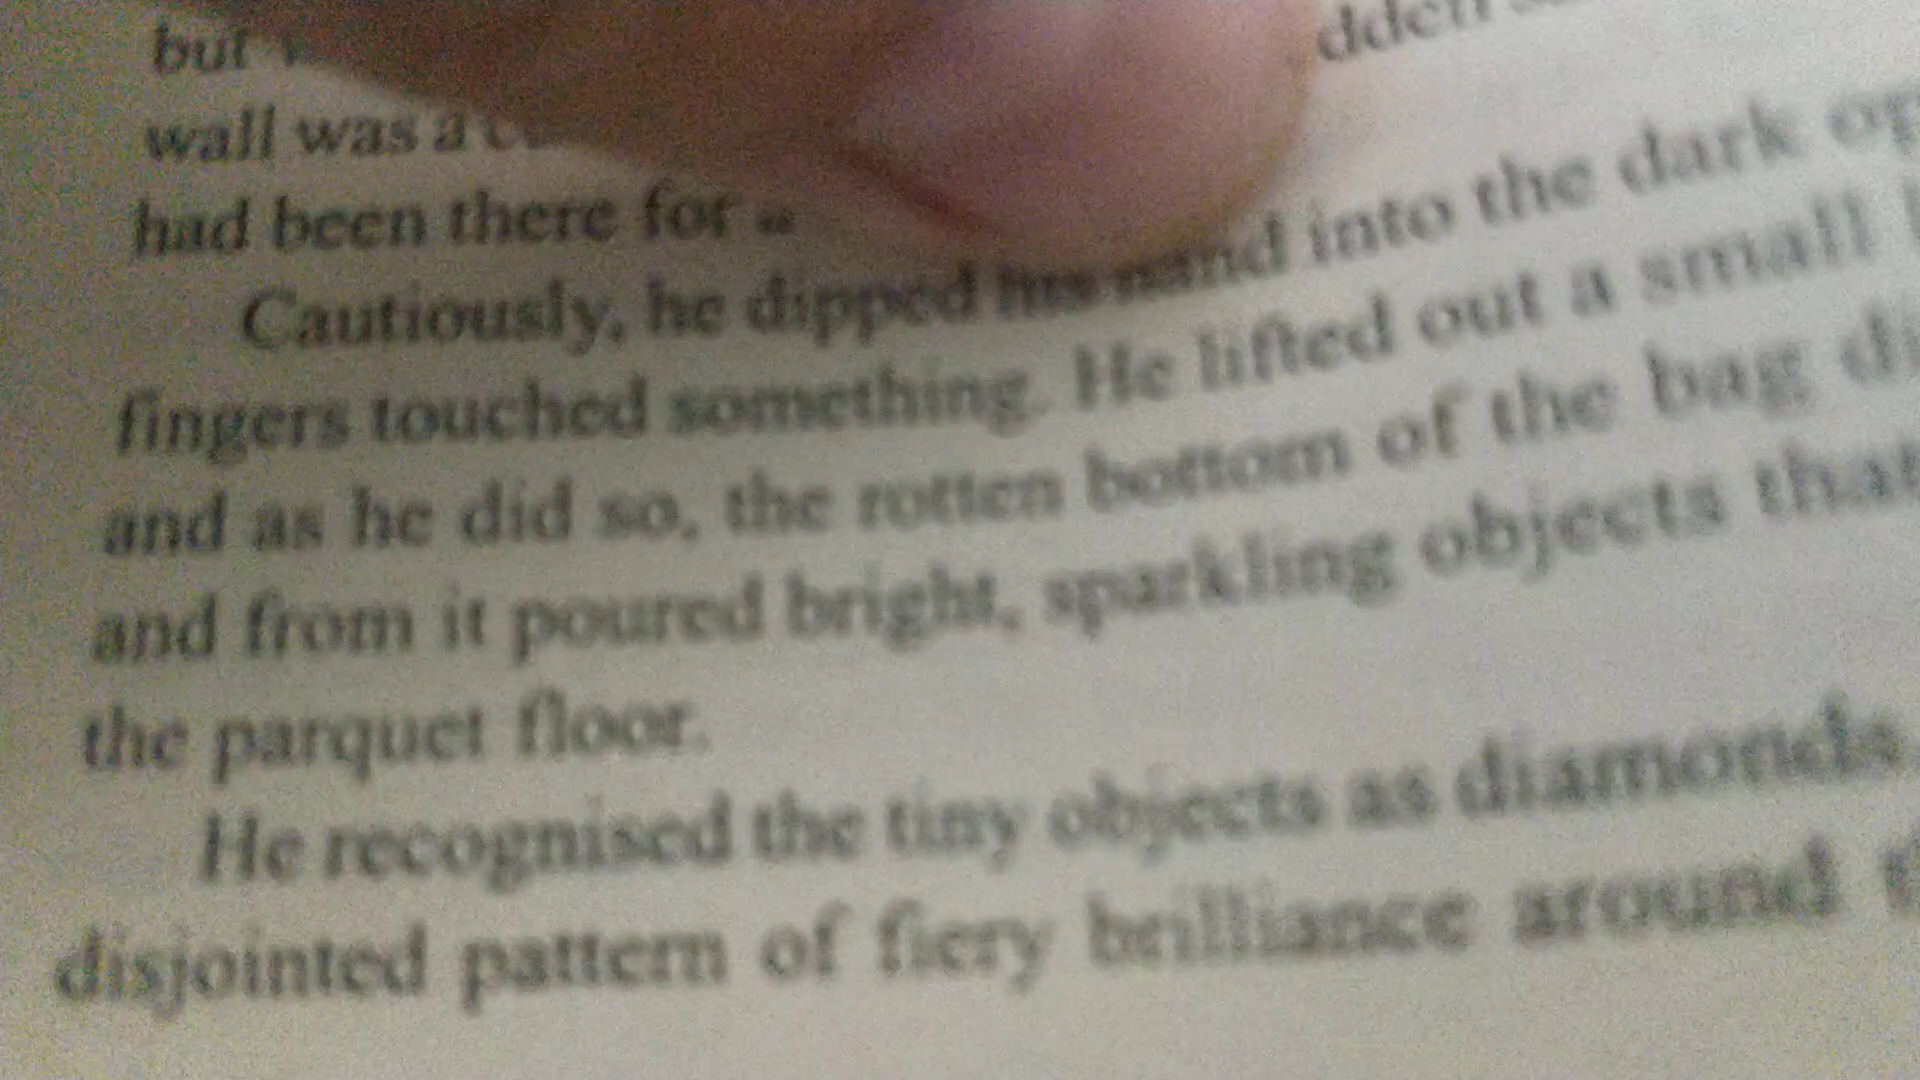 but
wall was a
had been there for a
Cautiously, he dipped his hand into the dark
fingers touched something. He lifted out a small
and as he did so, the rotten bottom of the bag
and from it poured bright, sparkling objects that
the parquet floor.
He recognised the tiny objects as diamonds
disjointed pattern of fiery brilliance around